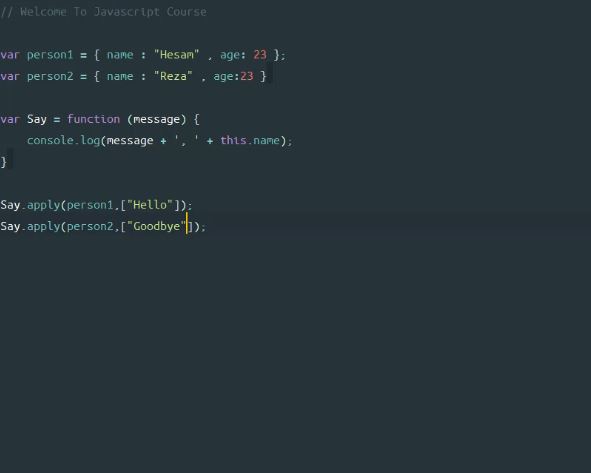 // Welcome To Javascript Course
var person1 = { name : "Hesam" , age: 23 };
var person2 = { name : "Reza" , age:23 }
var Say = function (message) {
console.log(message + ', ' + this.name);
}
Say.apply(person1,["Hello"]);
Say.apply(person2,["Goodbye"]);